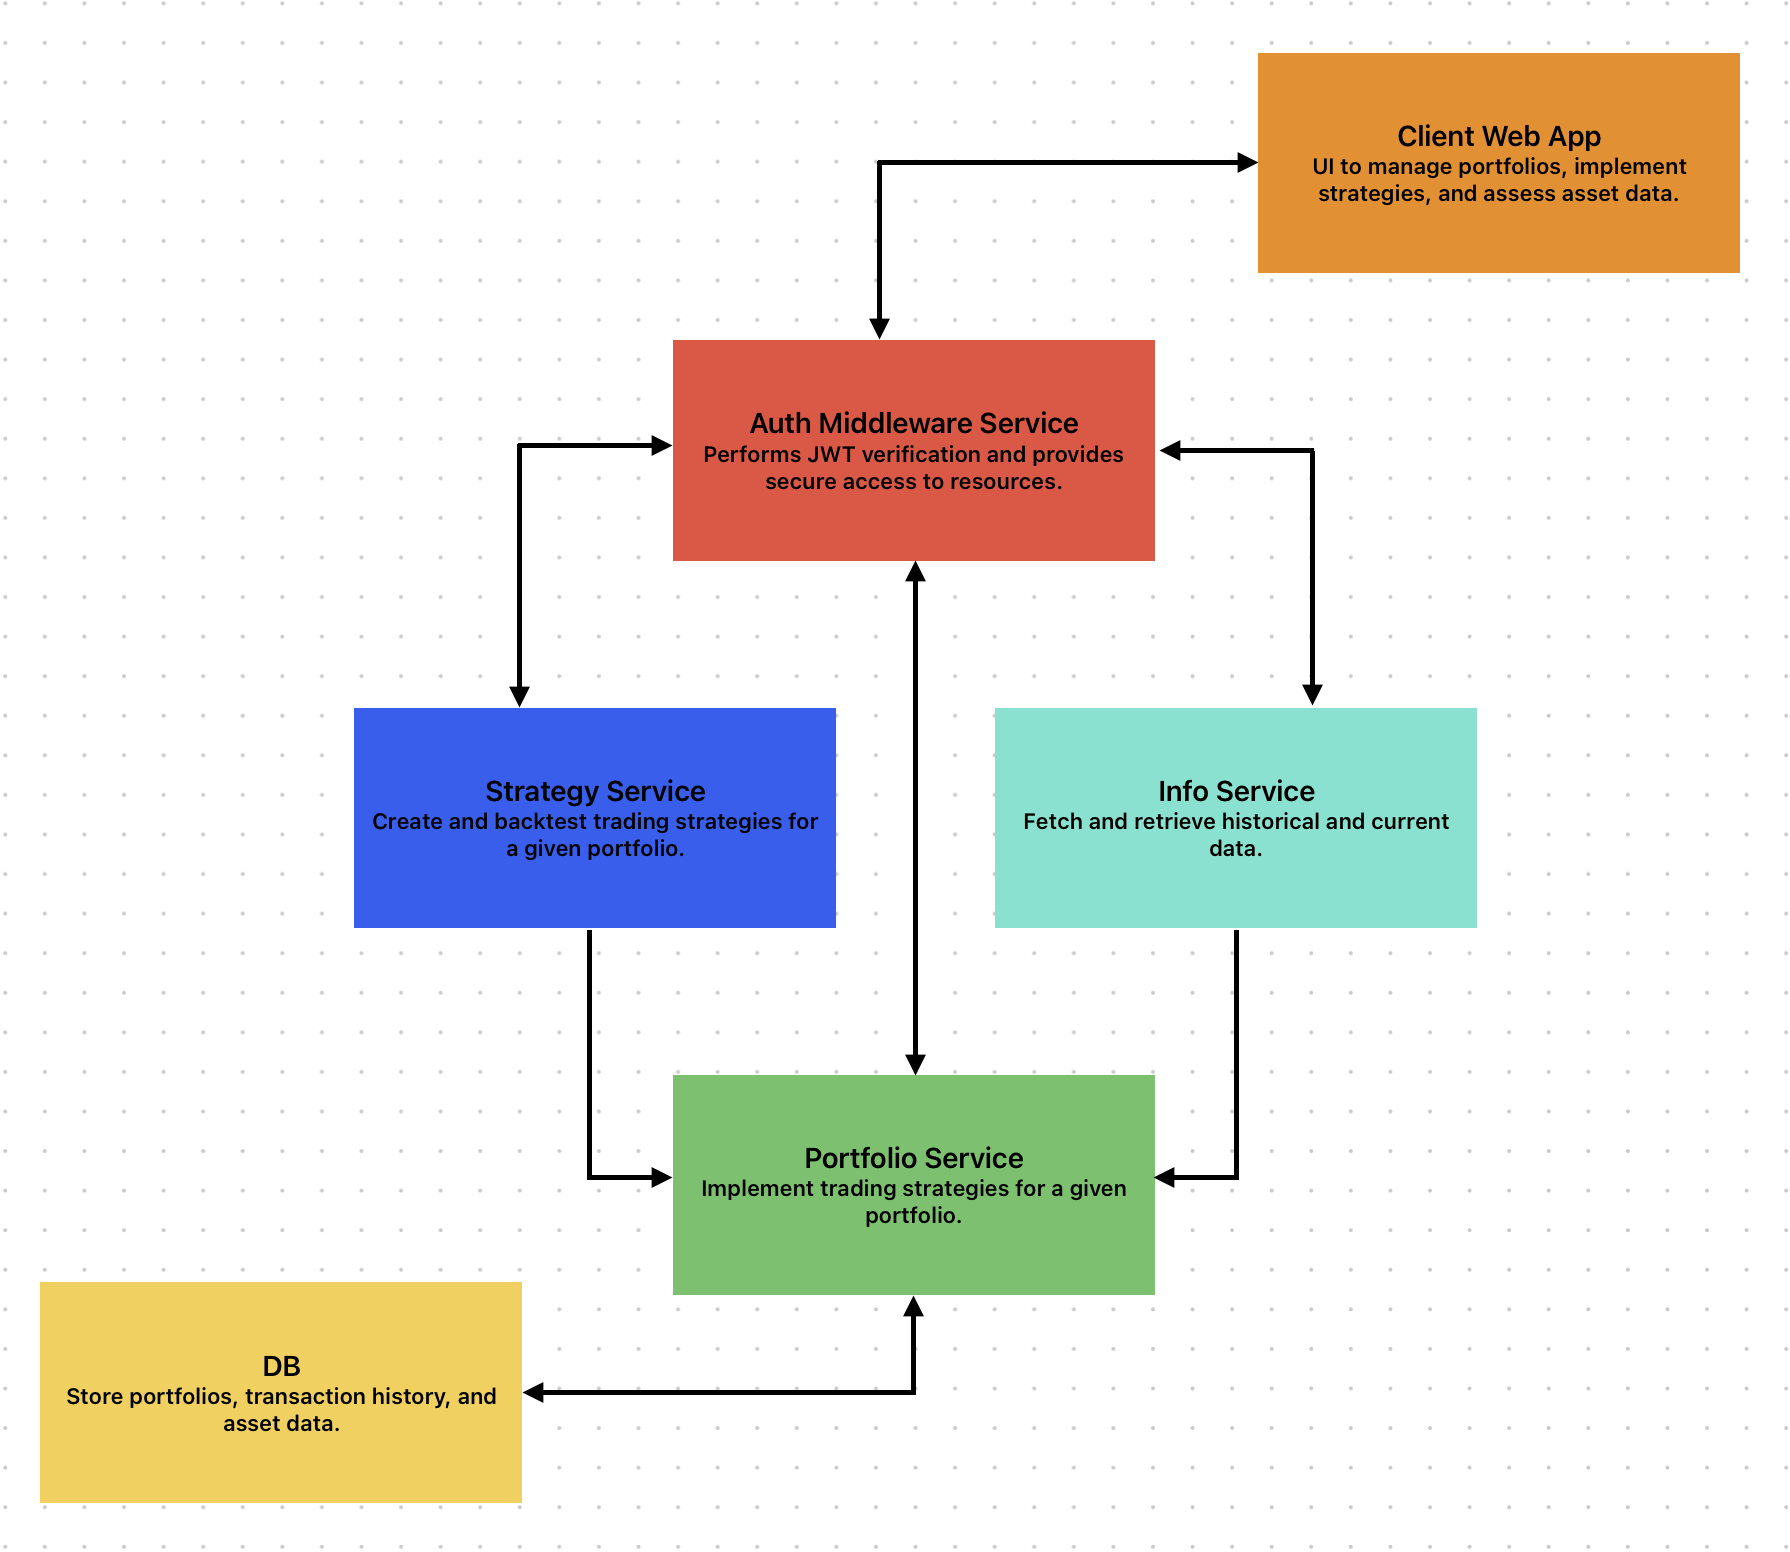 Client Web App
UI to manage portfolios, implement
strategies, and assess asset data.
Auth Middleware Service
Performs JWT verification and provides
secure access to resources.
Strategy Service
Create and backtest trading strategies for
a given portfolio.
Info Service
Fetch and retrieve historical and current
data.
Portfolio Service
Implement trading strategies for a given
portfolio.
DB
Store portfolios, transaction history, and
asset data.